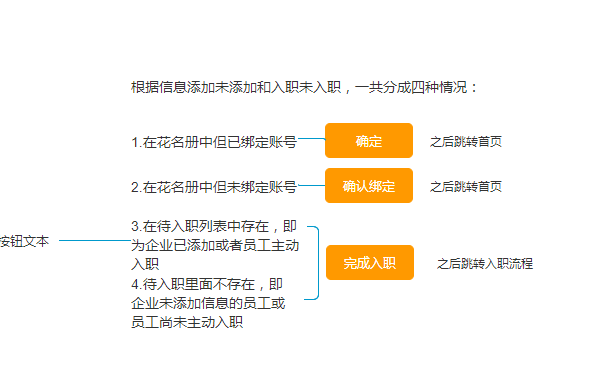 根据信息添加未添加和入职未入职，一共分成四种情况：
1.在花名册中但已绑定账号
确定
之后跳转首页
2.在花名册中但未绑定账号
确认绑定
之后跳转首页
按钮文本
3.在待入职列表中存在，即
为企业已添加或者员工主动
入职
4.待入职里面不存在，即
企业未添加信息的员工或
员工尚未主动入职
完成入职
之后跳转入职流程